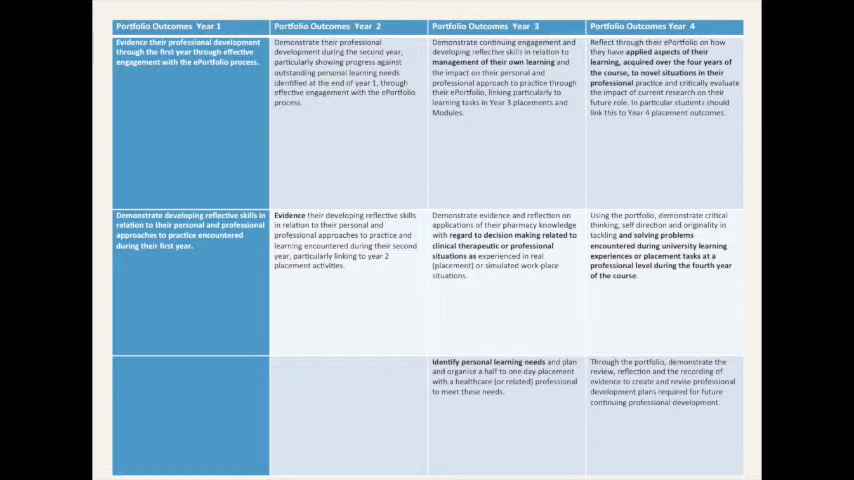 Portfolio Outcomes  Year 1
Portfolio Outcomes  Year  2
Portfolio Outcomes  Year  3
Portfolio Outcomes  Year  4
Evidence their professional development
through the first year through effective
engagement with the ePortfolio process.
Demonstrate their professional
development during the second year,
particularly showing progress against
outstanding personal learning needs
identified at the end of year 1, through
effective engagement with the ePortfolio
process.
Demonstrate continuing engagement and
developing reflective skills in relation to
management of their own learning and
the impact on their personal and
professional approach to practice through
their ePortfolio, linking particularly to
learning tasks in Year 3 placements and
Modules.
Reflect through their ePortfolio on how
they have applied aspects of their
learning, acquired over the four years of
the course, to novel situations in their
professional practice and critically evaluate
the impact of current research on their
future role. In particular students should
link this to Year 4 placement outcomes.
Demonstrate developing reflective skills in
relation to their personal and professional
approaches to practice encountered
during their first year.
Evidence their developing reflective skills
in relation to their personal and
professional approaches to practice and
learning encountered during their second
year, particularly linking to year 2
placement activities.
Demonstrate evidence and reflection on
applications of their pharmacy knowledge
with regard to decision making related to
clinical therapeutic or professional
situations as experienced in real
(placement) or simulated work-place
situations.
Using the portfolio, demonstrate critical
thinking, self direction and originality in
tackling and solving problems
encountered during university learning
experiences or placement tasks at a
professional level during the fourth year
of the course.
Identify personal learning needs and plan
and organise a half to one day placement
with a healthcare (or related) professional
to meet these needs.
Through the portfolio, demonstrate the
review, reflection and the recording of
evidence to create and revise professional
development plans required for future
continuing professional development.